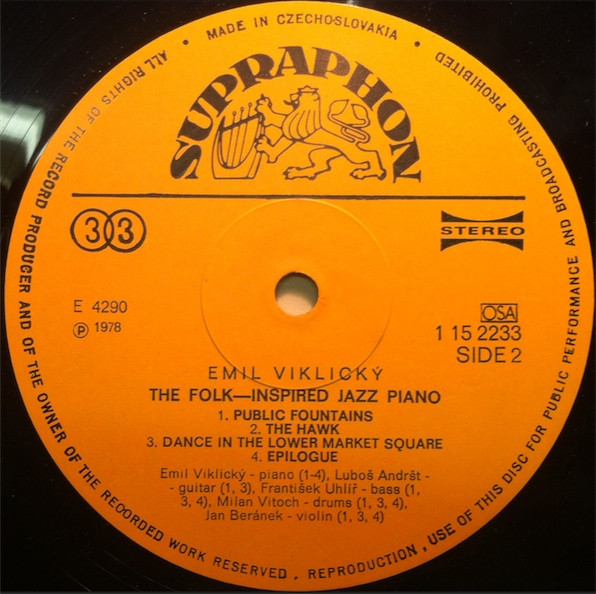 ALL RIGHTS OF THE RECORD PRODUCER AND OF THE OWNER OF THE RECORDED WORK RESERVED. REPRODUCTION, USE OF THIS DISC FOR PUBLIC PERFORMANCE AND BROADCASTING PROHIBITED
• MADE IN CZECHOSLOVAKIA •
SUPRAPHON
33
STEREO
E 4290
℗ 1978
OSA
1 15 2233
SIDE 2
EMIL VIKLICKÝ
THE FOLK—INSPIRED JAZZ PIANO
1. PUBLIC FOUNTAINS
2. THE HAWK
3. DANCE IN THE LOWER MARKET SQUARE
4. EPILOGUE
Emil Viklický - piano (1-4), Luboš Andršt -
- guitar (1, 3), František Uhlíř - bass (1,
3, 4), Milan Vitoch - drums (1, 3, 4),
Jan Beránek - violin (1, 3, 4)